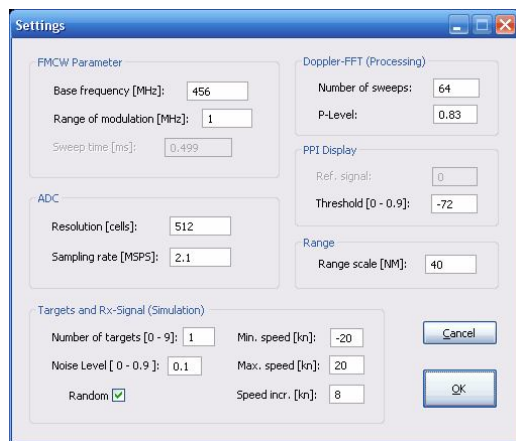 Settings
FMCW Parameter
Base frequency [MHz]: 456
Range of modulation [MHz]: 1
Sweep time [ms]: 0.499
Doppler-FFT (Processing)
Number of sweeps: 64
P-Level: 0.83
PPI Display
Ref. signal: 0
Threshold [0 - 0.9]: -72
ADC
Resolution [cells]: 512
Sampling rate [MSPS]: 2.1
Range
Range scale [NM]: 40
Targets and Rx-Signal (Simulation)
Number of targets [0 - 9]: 1 Min. speed [kn]: -20
Noise Level [ 0 - 0.9 ]: 0.1 Max. speed [kn]: 20
Random Speed incr. [kn]: 8
Cancel
OK